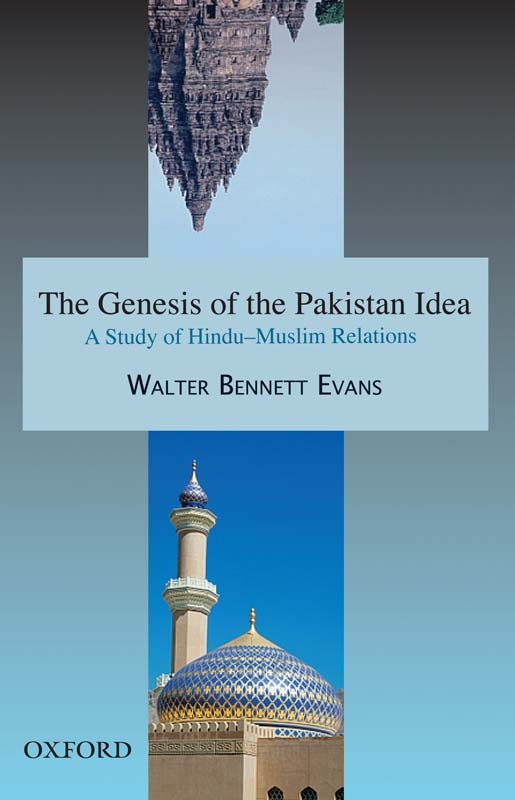 The Genesis of the Pakistan Idea
A Study of Hindu–Muslim Relations
WALTER BENNETT EVANS
OXFORD